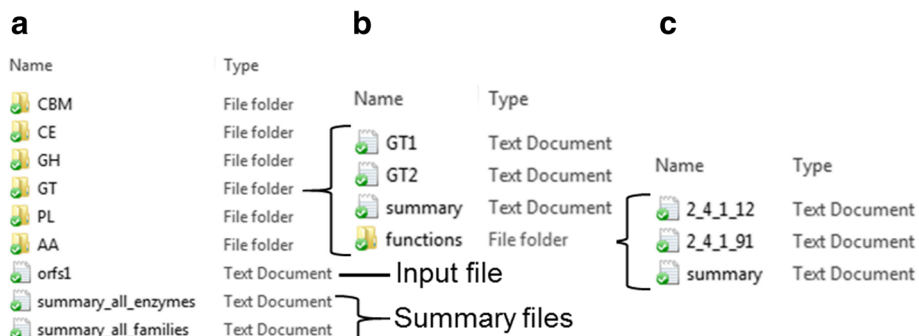 a
Name Type
CBM File folder
CE File folder
GH File folder
GT File folder
PL File folder
AA File folder
orfs1 Text Document
summary_all_enzymes Text Document
summary_all_families Text Document
Input file
Summary files
b
Name Type
GT1 Text Document
GT2 Text Document
summary Text Document
functions File folder
c
Name Type
2_4_1_12 Text Document
2_4_1_91 Text Document
summary Text Document